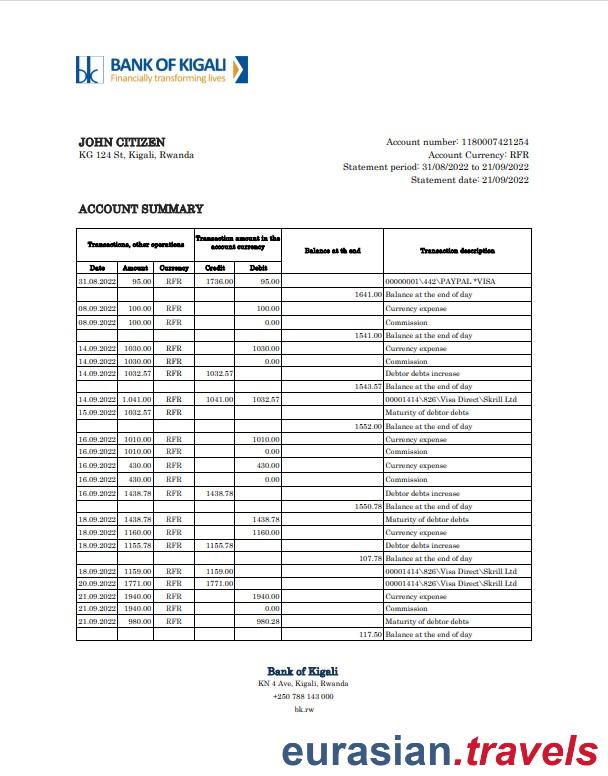 bk
BANK OF KIGALI
Financially transforming lives
JOHN CITIZEN
KG 124 St, Kigali, Rwanda
Account number: 1180007421254
Account Currency: RFR
Statement period: 31/08/2022 to 21/09/2022
Statement date: 21/09/2022
ACCOUNT SUMMARY
Transactions, other operations Transaction amount in the account currency Balance at th end Transaction description
Date Amount Currency Credit Debit
31.08.2022 95.00 RFR 1736.00 95.00 00000001\442\PAYPAL *VISA
1641.00 Balance at the end of day
08.09.2022 100.00 RFR 100.00 Currency expense
08.09.2022 100.00 RFR 0.00 Commission
1541.00 Balance at the end of day
14.09.2022 1030.00 RFR 1030.00 Currency expense
14.09.2022 1030.00 RFR 0.00 Commission
14.09.2022 1032.57 RFR 1032.57 Debtor debts increase
1543.57 Balance at the end of day
14.09.2022 1.041.00 RFR 1041.00 1032.57 00001414\826\Visa Direct\Skrill Ltd
15.09.2022 1032.57 RFR Maturity of debtor debts
1552.00 Balance at the end of day
16.09.2022 1010.00 RFR 1010.00 Currency expense
16.09.2022 1010.00 RFR 0.00 Commission
16.09.2022 430.00 RFR 430.00 Currency expense
16.09.2022 430.00 RFR 0.00 Commission
16.09.2022 1438.78 RFR 1438.78 Debtor debts increase
1550.78 Balance at the end of day
18.09.2022 1438.78 RFR 1438.78 Maturity of debtor debts
18.09.2022 1160.00 RFR 1160.00 Currency expense
18.09.2022 1155.78 RFR 1155.78 Debtor debts increase
107.78 Balance at the end of day
18.09.2022 1159.00 RFR 1159.00 00001414\826\Visa Direct\Skrill Ltd
20.09.2022 1771.00 RFR 1771.00 00001414\826\Visa Direct\Skrill Ltd
21.09.2022 1940.00 RFR 1940.00 Currency expense
21.09.2022 1940.00 RFR 0.00 Commission
21.09.2022 980.00 RFR 980.28 Maturity of debtor debts
117.50 Balance at the end of day
Bank of Kigali
KN 4 Ave, Kigali, Rwanda
+250 788 143 000
bk.rw
eurasian.travels